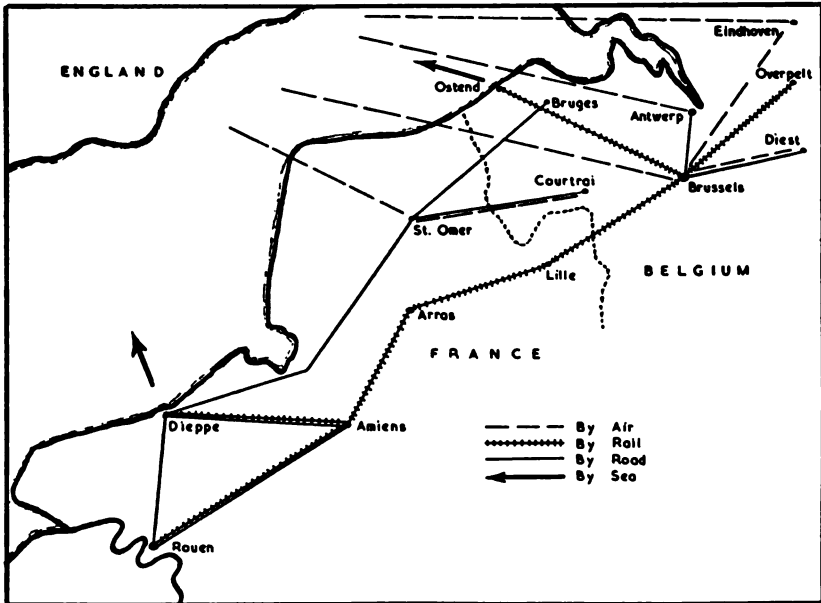 Eindhoven
ENGLAND
Overpelt
Ostend
Bruges
Antwerp
Diest
Courtrai
Brussels
St. Omer
Lille
BELGIUM
Arras
FRANCE
Dieppe
Amiens
By Air
By Rail
By Road
By Sea
Rouen